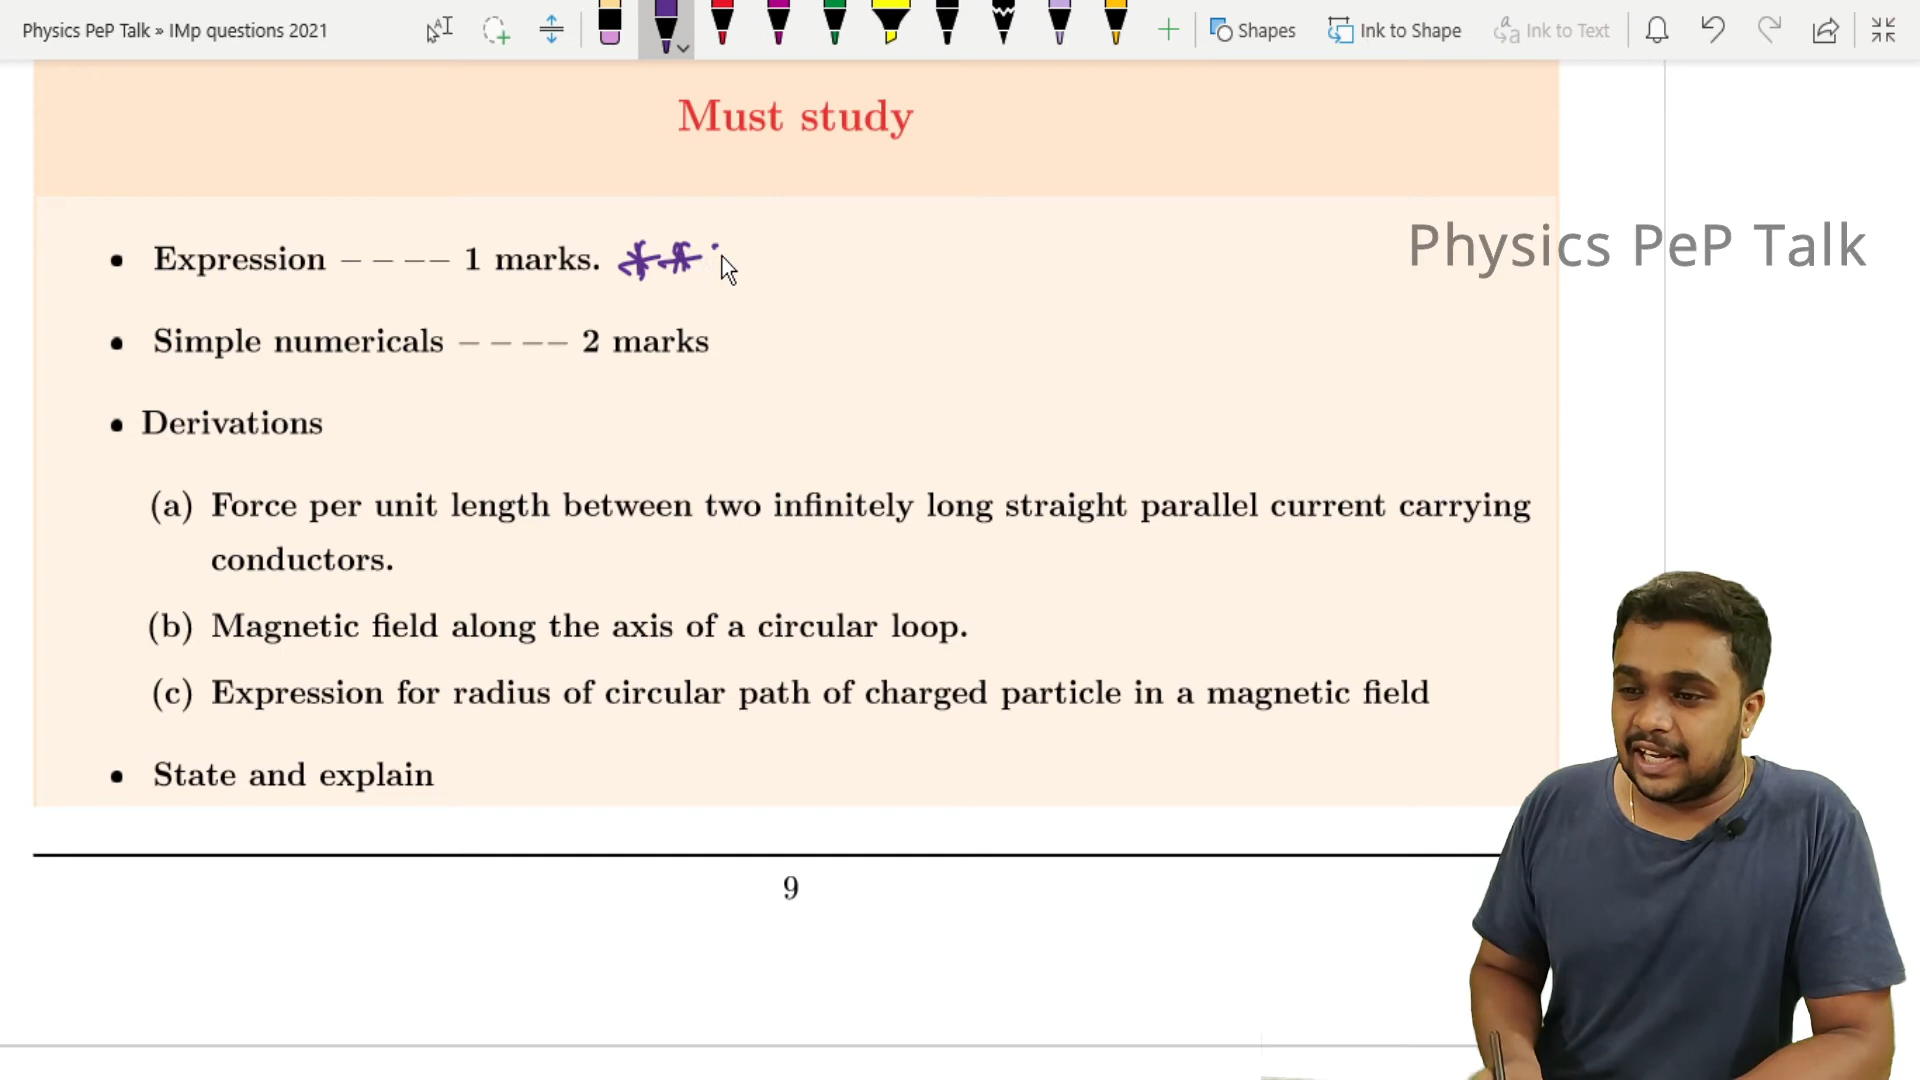 Physics PeP Talk » IMp questions 2021
Shapes
Ink to Shape
Ink to Text
Must study
• Expression – – – – 1 marks. **
Physics PeP Talk
• Simple numericals – – – – 2 marks
• Derivations
(a) Force per unit length between two infinitely long straight parallel current carrying
conductors.
(b) Magnetic field along the axis of a circular loop.
(c) Expression for radius of circular path of charged particle in a magnetic field
• State and explain
9